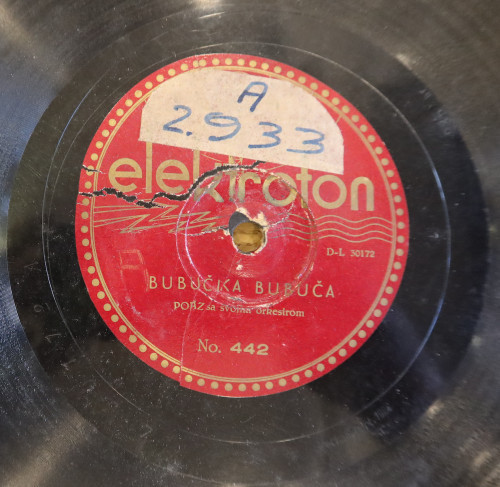 A
2.933
elektroton
D-L 30172
BUBUČKA BUBUČA
sa svojim orkestrom
No. 442